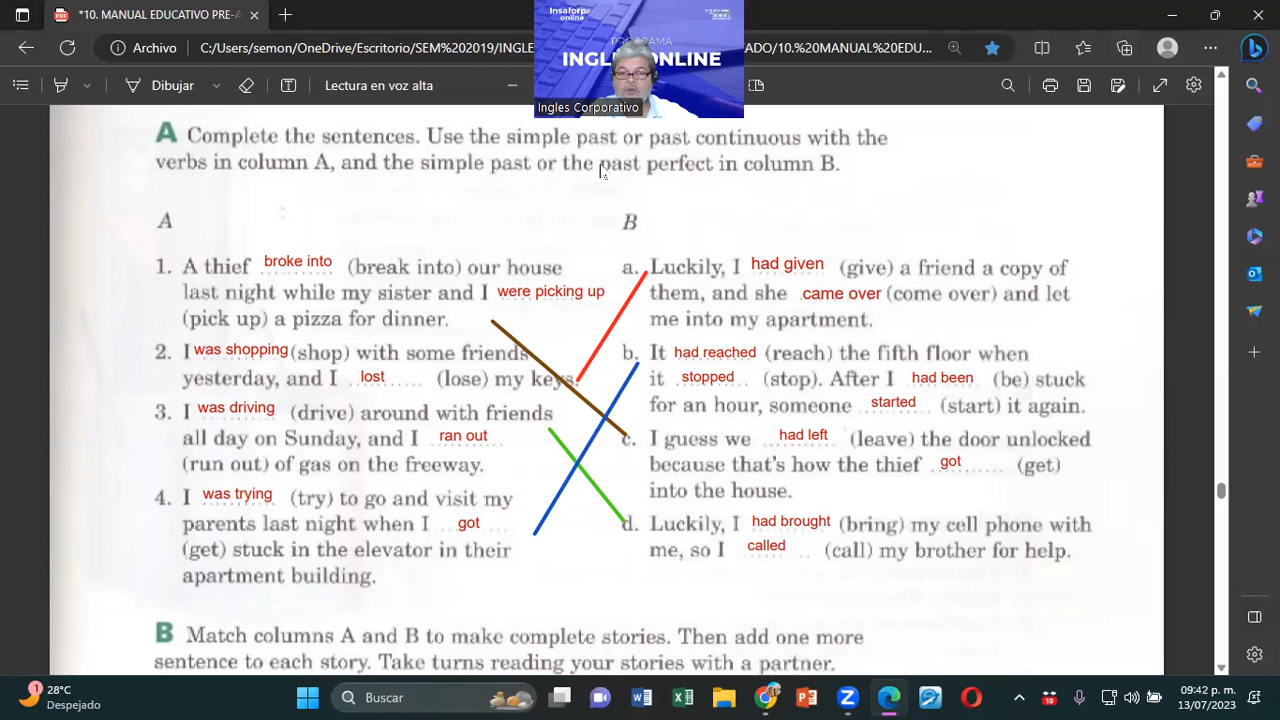 *10. MANUAL EDUCATIVO PRE-A
Archivo C:/Users/semon/OneDrive/Escritorio/SEM%202019/INGLE
ADO/10.%20MANUAL%20EDU...
Dibujar Lectura en voz alta
Insaforp
online
PROGRAMA
INGLÉS ONLINE
Ingles Corporativo
A Complete the sentences. Use the simple past or past continuous with the
verbs in column A, and the simple past or the past perfect in column B.
A
1. A thief broke into (break into) our house
last night while my sister and I were picking up
(pick up) a pizza for dinner.
2. I was shopping (shop) with some friends
yesterday, and I lost (lose) my keys.
3. I was driving (drive) around with friends
all day on Sunday, and I ran out
(run out) of gas on the freeway.
4. I was trying (try) to go and visit my
parents last night when I got
(get) stuck in the elevator in their
apartment building.
B
a. Luckily, I had given (give) a friend a copy of
them, and she came over (come over) and let
me into my apartment.
b. It had reached (reach) the fifth floor when
it stopped (stop). After I had been (be) stuck
for an hour, someone started (start) it again.
c. I guess we had left (leave) the door unlocked
because that's how the thief got (get)
into the house.
d. Luckily, I had brought (bring) my cell phone with
me, so I called (call) my brother for help.
B Match columns A and B to make complete stories. Then add one more
sentence to each story. Take turns reading your stories with a partner.
1
28°C
Despejado
Buscar
10
09:42 p. m.
13/07/2023